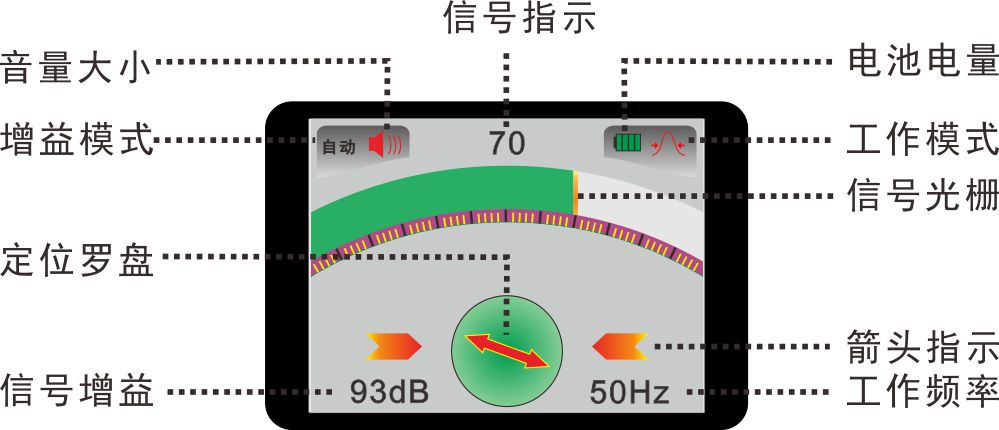 信号指示
音量大小
电池电量
增益模式
自动
70
工作模式
信号光栅
定位罗盘
箭头指示
信号增益
93dB
50Hz
工作频率